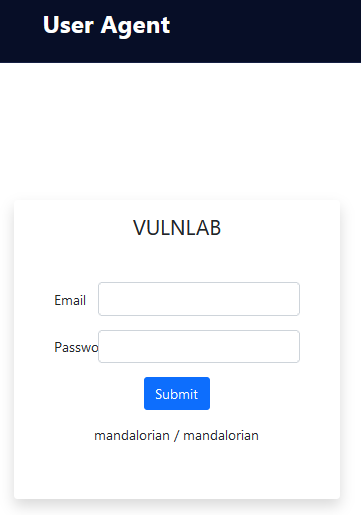 User Agent
VULNLAB
Email
Passwo
Submit
mandalorian / mandalorian